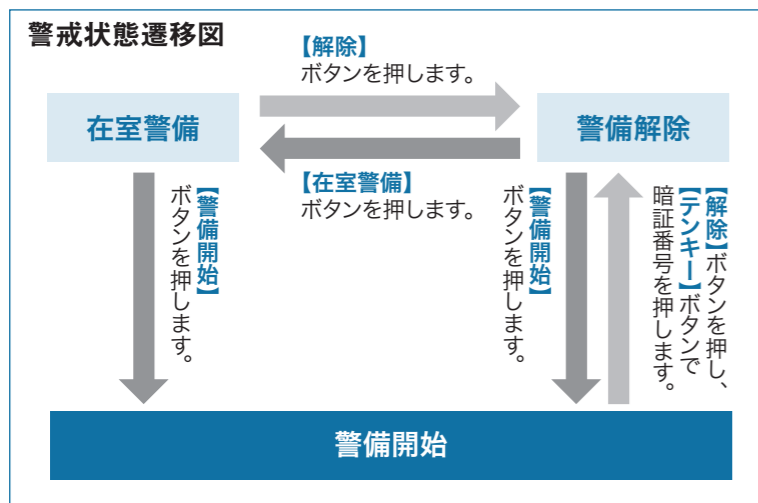 警戒状態遷移図
【解除】
ボタンを押します。
在室警備
警備解除
【在室警備】
ボタンを押します。
【警備開始】
ボタンを押します。
【警備開始】
ボタンを押します。
【解除】ボタンを押し、
【テンキー】ボタンで
暗証番号を押します。
警備開始